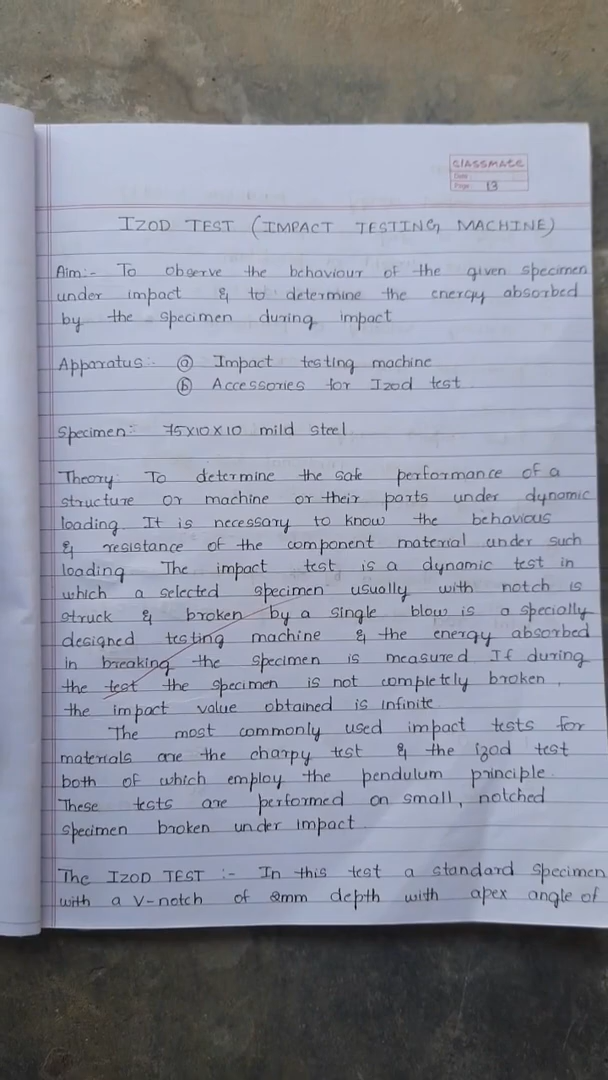 classmate
Date
Page 13
IZOD TEST (IMPACT TESTING MACHINE)
Aim:- To observe the behaviour of the given specimen
under impact & to determine the energy absorbed
by the specimen during impact
Apparatus:- (a) Impact testing machine
(b) Accessories for Izod test
Specimen:- 75x10x10 mild steel
Theory: To determine the safe performance of a
structure or machine or their parts under dynamic
loading. It is necessary to know the behavious
& resistance of the component material under such
loading The impact test is a dynamic test in
which a selected specimen usually with notch is
struck & broken by a single blow is a specially
designed testing machine & the energy absorbed
in breaking the specimen is measured If during
the test the specimen is not completely broken,
the impact value obtained is infinite
The most commonly used impact tests for
materials are the charpy test & the izod test
both of which employ the pendulum principle
These tests are performed on small, notched
specimen broken under impact
The IZOD TEST :- In this test a standard specimen
with a V-notch of 2mm depth with apex angle of